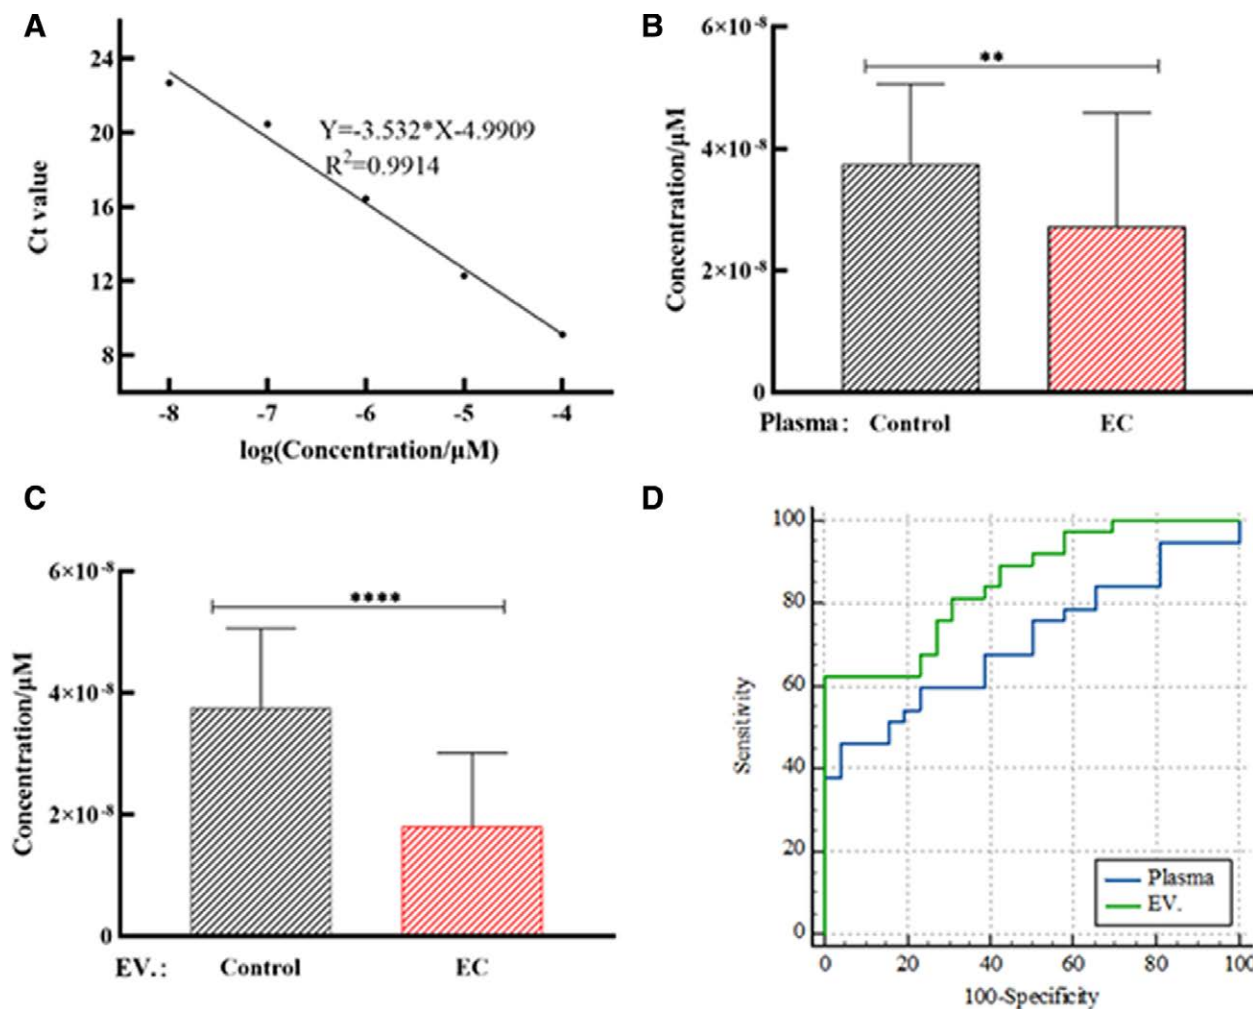 A
24
20
16
12
8
Ct value
Y=-3.532*X-4.9909
R²=0.9914
-8 -7 -6 -5 -4
log(Concentration/μM)
B
6×10⁻⁸
4×10⁻⁸
2×10⁻⁸
0
Concentration/μM
**
Plasma: Control EC
C
6×10⁻⁸
4×10⁻⁸
2×10⁻⁸
0
Concentration/μM
****
EV.: Control EC
D
100
80
60
40
20
0
Sensitivity
Plasma
EV.
0 20 40 60 80 100
100-Specificity